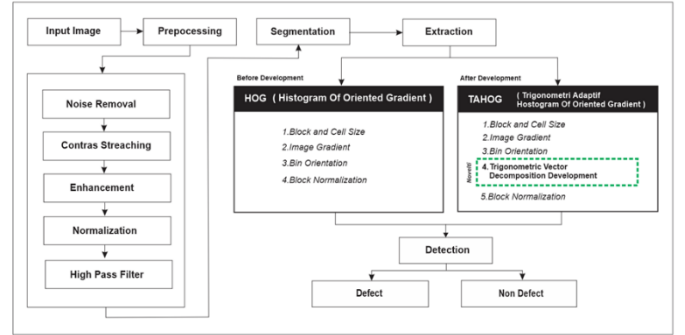 Input Image
Prepocessing
Segmentation
Extraction
Noise Removal
Contras Streaching
Enhancement
Normalization
High Pass Filter
Before Development
HOG ( Histogram Of Oriented Gradient )
1.Block and Cell Size
2.Image Gradient
3.Bin Orientation
4.Block Normalization
After Development
TAHOG ( Trigonometri Adaptif
Hostogram Of Oriented Gradient )
1.Block and Cell Size
2.Image Gradient
3.Bin Orientation
4.Trigonometric Vector
Decomposition Development
5.Block Normalization
Detection
Defect
Non Defect